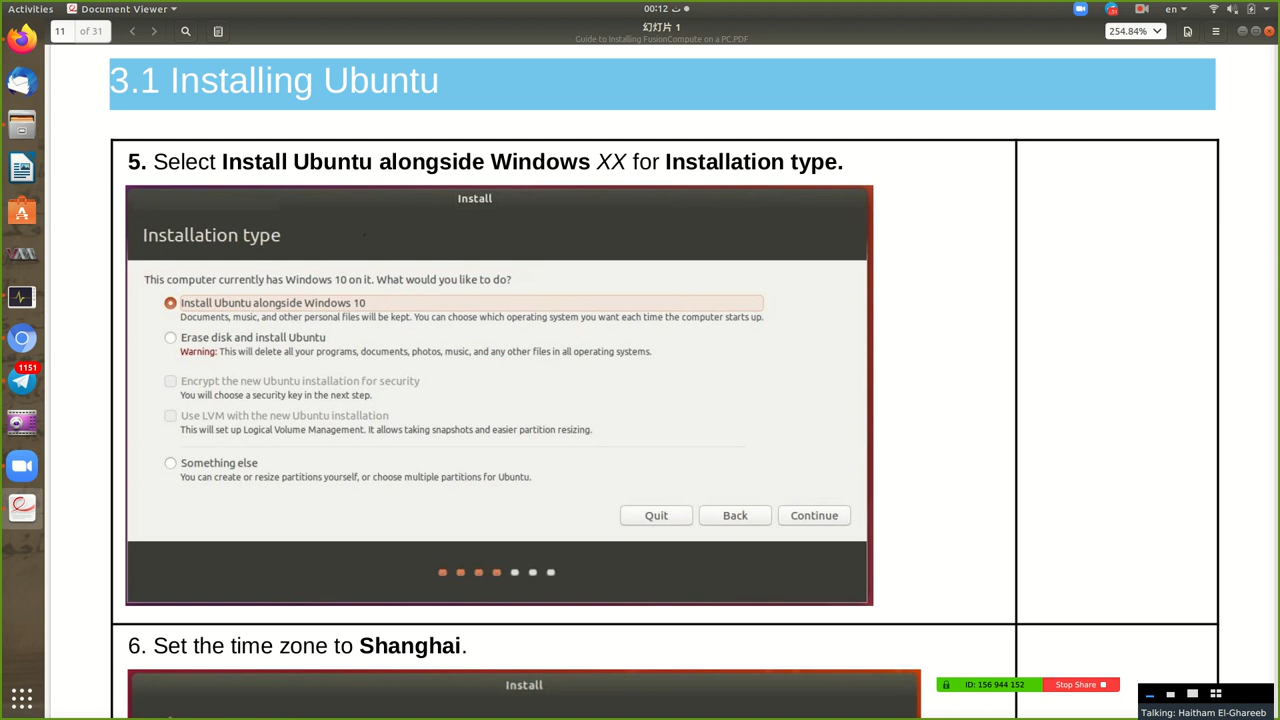 Activities
Document Viewer
00:12 ت
en
11
of 31
幻灯片 1
Guide to Installing FusionCompute on a PC.PDF
254.84%
3.1 Installing Ubuntu
5. Select Install Ubuntu alongside Windows XX for Installation type.
Install
Installation type
This computer currently has Windows 10 on it. What would you like to do?
Install Ubuntu alongside Windows 10
Documents, music, and other personal files will be kept. You can choose which operating system you want each time the computer starts up.
Erase disk and install Ubuntu
Warning: This will delete all your programs, documents, photos, music, and any other files in all operating systems.
Encrypt the new Ubuntu installation for security
You will choose a security key in the next step.
Use LVM with the new Ubuntu installation
This will set up Logical Volume Management. It allows taking snapshots and easier partition resizing.
Something else
You can create or resize partitions yourself, or choose multiple partitions for Ubuntu.
Quit
Back
Continue
1151
6. Set the time zone to Shanghai.
Install
ID: 156 944 152
Stop Share
Talking: Haitham El-Ghareeb